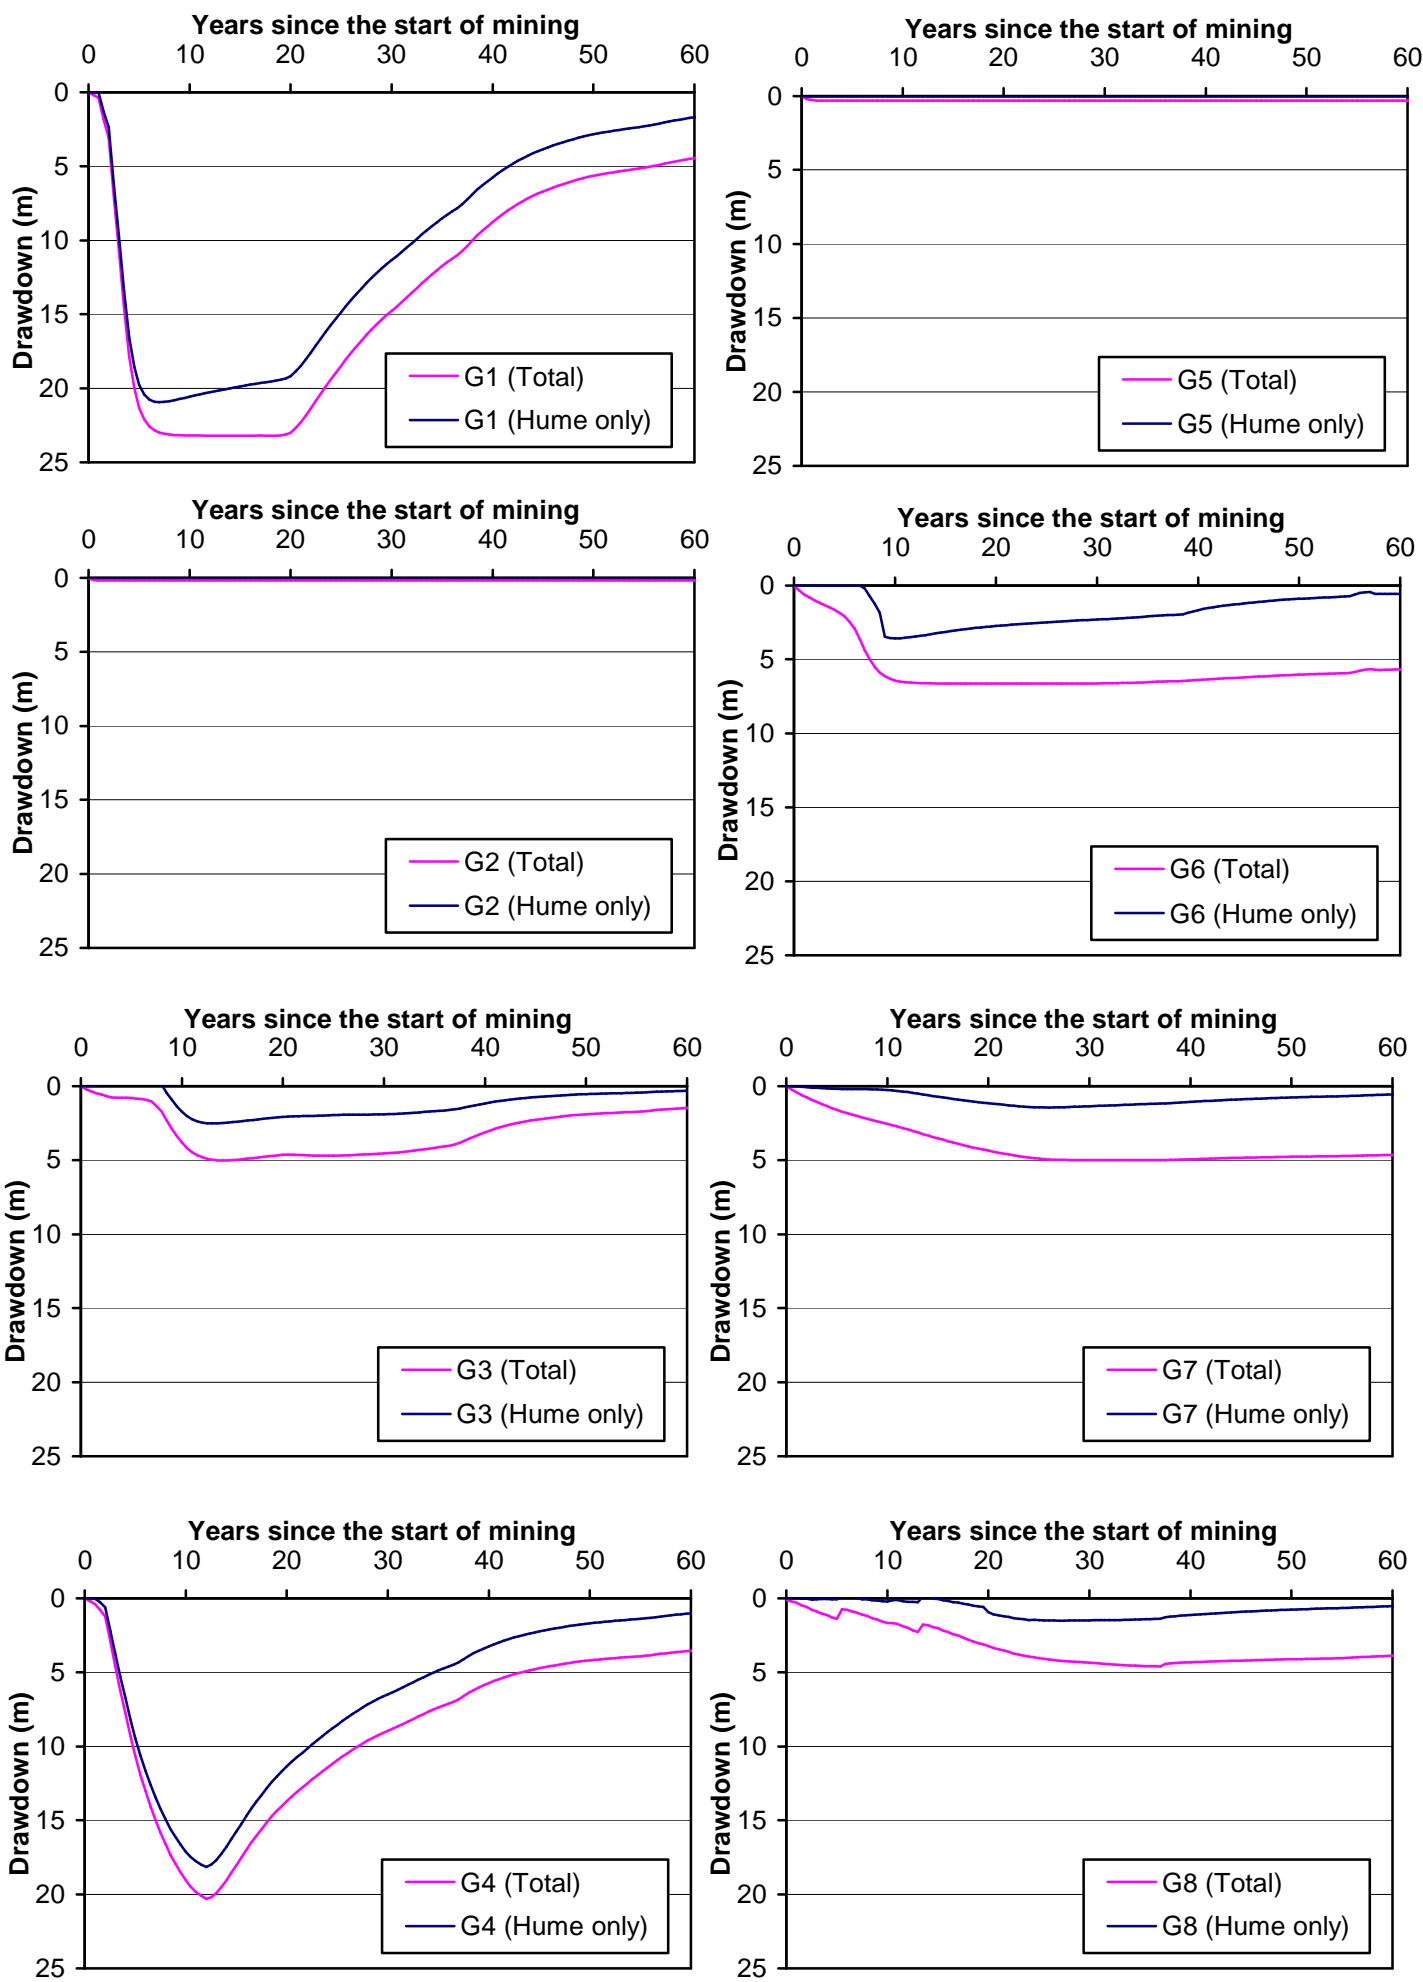 Years since the start of mining
0 10 20 30 40 50 60
0
5
10
15
20
25
Drawdown (m)
G1 (Total)
G1 (Hume only)
Years since the start of mining
0 10 20 30 40 50 60
0
5
10
15
20
25
Drawdown (m)
G5 (Total)
G5 (Hume only)
Years since the start of mining
0 10 20 30 40 50 60
0
5
10
15
20
25
Drawdown (m)
G2 (Total)
G2 (Hume only)
Years since the start of mining
0 10 20 30 40 50 60
0
5
10
15
20
25
Drawdown (m)
G6 (Total)
G6 (Hume only)
Years since the start of mining
0 10 20 30 40 50 60
0
5
10
15
20
25
Drawdown (m)
G3 (Total)
G3 (Hume only)
Years since the start of mining
0 10 20 30 40 50 60
0
5
10
15
20
25
Drawdown (m)
G7 (Total)
G7 (Hume only)
Years since the start of mining
0 10 20 30 40 50 60
0
5
10
15
20
25
Drawdown (m)
G4 (Total)
G4 (Hume only)
Years since the start of mining
0 10 20 30 40 50 60
0
5
10
15
20
25
Drawdown (m)
G8 (Total)
G8 (Hume only)